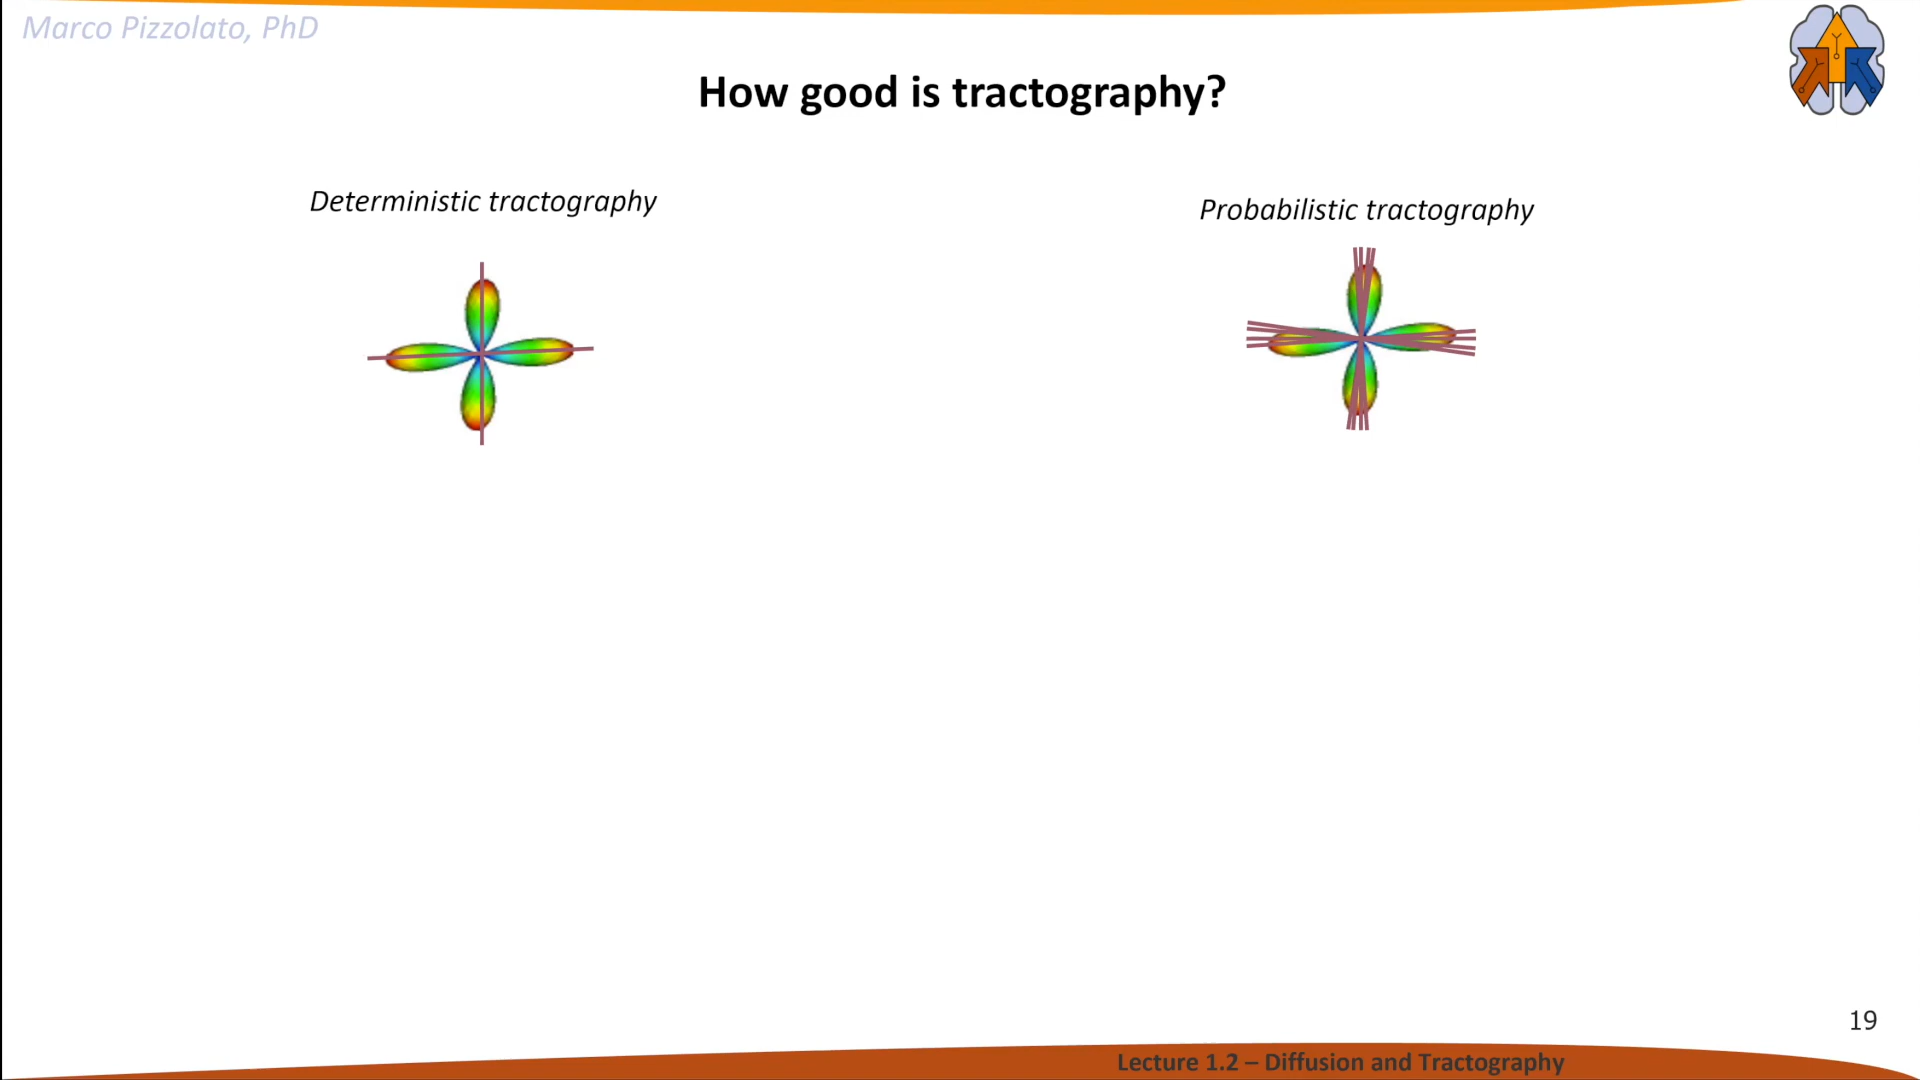 Marco Pizzolato, PhD
How good is tractography?
Deterministic tractography
Probabilistic tractography
19
Lecture 1.2 – Diffusion and Tractography